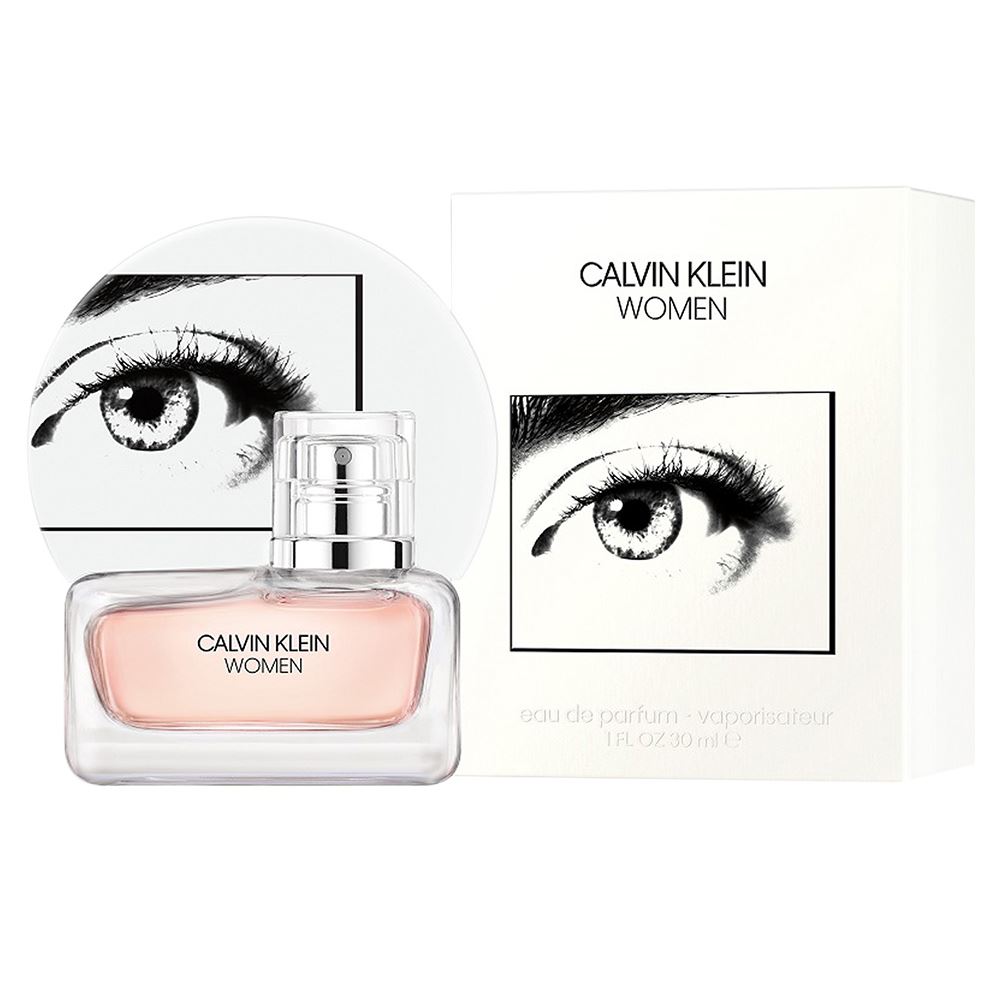 CALVIN KLEIN
WOMEN
CALVIN KLEIN
WOMEN
eau de parfum - vaporisateur
1 FL OZ 30 ml ℮